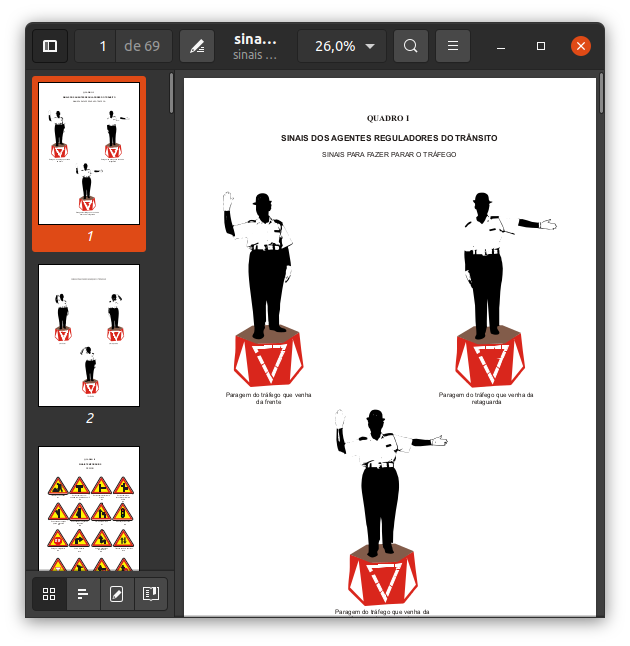 1
de 69
sina…
sinais …
26,0%
1
2
QUADRO I
SINAIS DOS AGENTES REGULADORES DO TRÂNSITO
SINAIS PARA FAZER PARAR O TRÁFEGO
Paragem do tráfego que venha
da frente
Paragem do tráfego que venha da
retaguarda
Paragem do tráfego que venha da